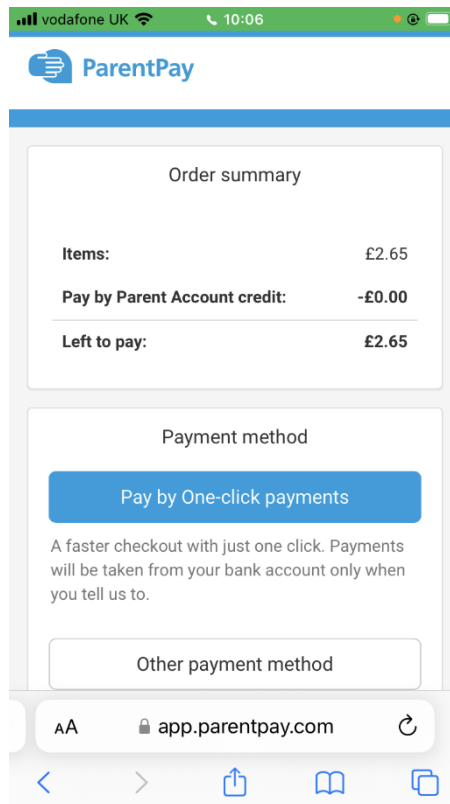 vodafone UK 10:06
ParentPay
Order summary
Items: £2.65
Pay by Parent Account credit: -£0.00
Left to pay: £2.65
Payment method
Pay by One-click payments
A faster checkout with just one click. Payments
will be taken from your bank account only when
you tell us to.
Other payment method
AA app.parentpay.com